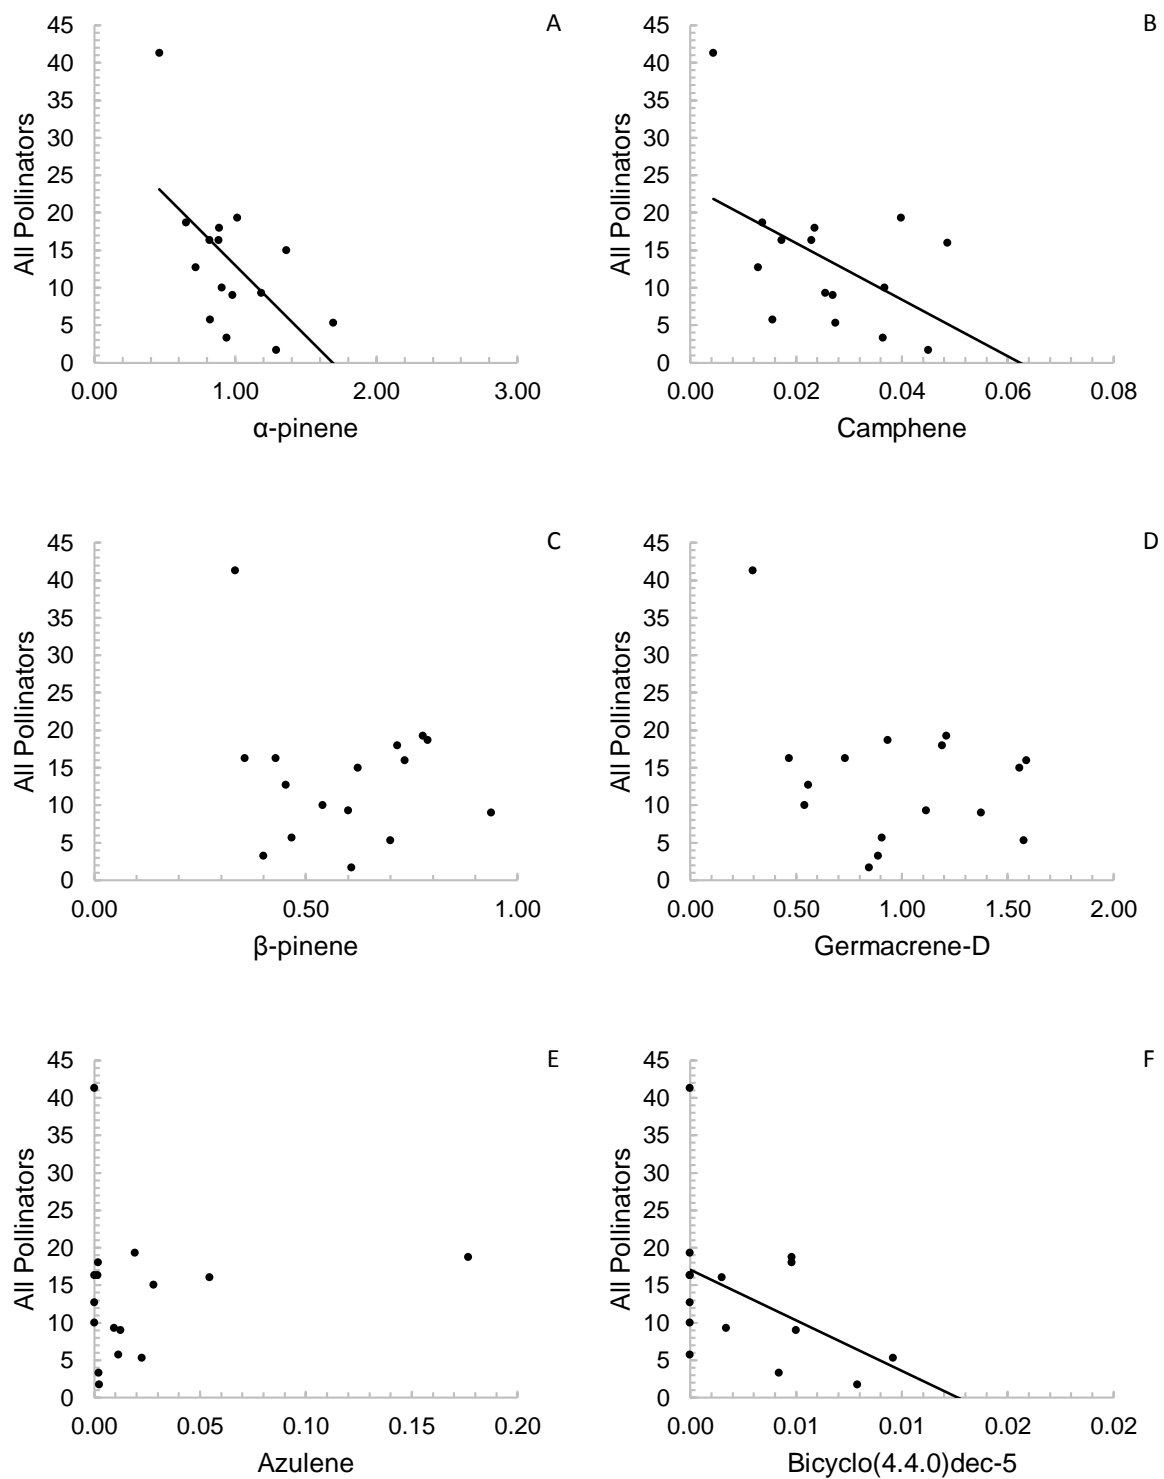 A
45
40
35
30
25
20
15
10
5
0
All Pollinators
0.00 1.00 2.00 3.00
α-pinene
B
45
40
35
30
25
20
15
10
5
0
All Pollinators
0.00 0.02 0.04 0.06 0.08
Camphene
C
45
40
35
30
25
20
15
10
5
0
All Pollinators
0.00 0.50 1.00
β-pinene
D
45
40
35
30
25
20
15
10
5
0
All Pollinators
0.00 0.50 1.00 1.50 2.00
Germacrene-D
E
45
40
35
30
25
20
15
10
5
0
All Pollinators
0.00 0.05 0.10 0.15 0.20
Azulene
F
45
40
35
30
25
20
15
10
5
0
All Pollinators
0.00 0.01 0.01 0.02 0.02
Bicyclo(4.4.0)dec-5